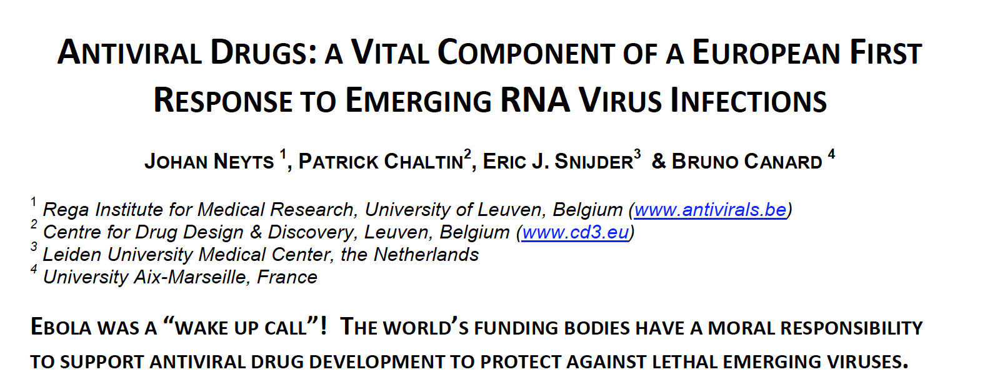 ANTIVIRAL DRUGS: A VITAL COMPONENT OF A EUROPEAN FIRST
RESPONSE TO EMERGING RNA VIRUS INFECTIONS
JOHAN NEYTS 1, PATRICK CHALTIN2, ERIC J. SNIJDER3 & BRUNO CANARD 4
1 Rega Institute for Medical Research, University of Leuven, Belgium (www.antivirals.be)
2 Centre for Drug Design & Discovery, Leuven, Belgium (www.cd3.eu)
3 Leiden University Medical Center, the Netherlands
4 University Aix-Marseille, France
EBOLA WAS A “WAKE UP CALL”! THE WORLD’S FUNDING BODIES HAVE A MORAL RESPONSIBILITY
TO SUPPORT ANTIVIRAL DRUG DEVELOPMENT TO PROTECT AGAINST LETHAL EMERGING VIRUSES.